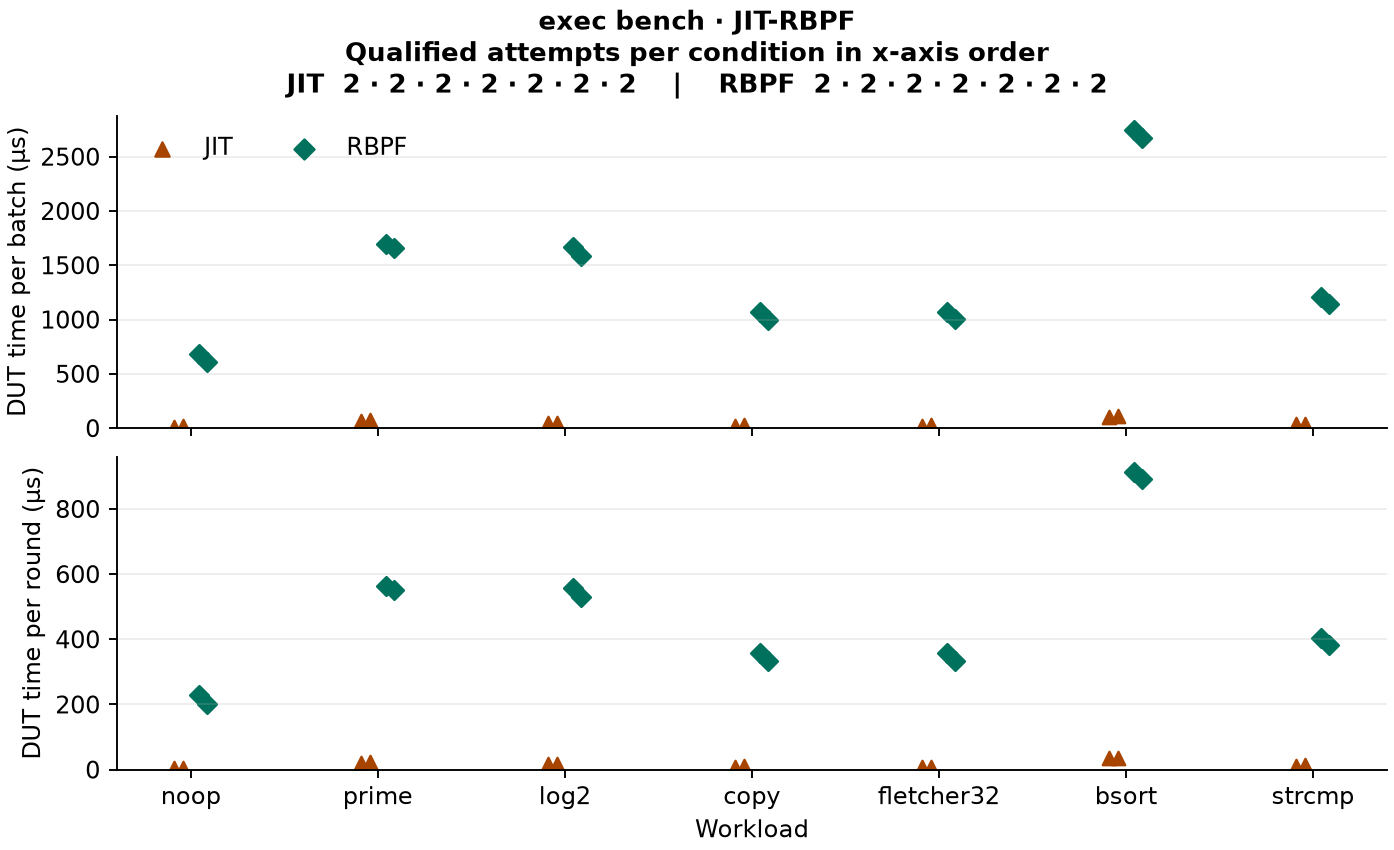 exec bench · JIT-RBPF
Qualified attempts per condition in x-axis order
JIT 2 · 2 · 2 · 2 · 2 · 2 · 2 | RBPF 2 · 2 · 2 · 2 · 2 · 2 · 2
JIT RBPF
DUT time per batch (µs)
2500
2000
1500
1000
500
0
DUT time per round (µs)
800
600
400
200
0
noop prime log2 copy fletcher32 bsort strcmp
Workload